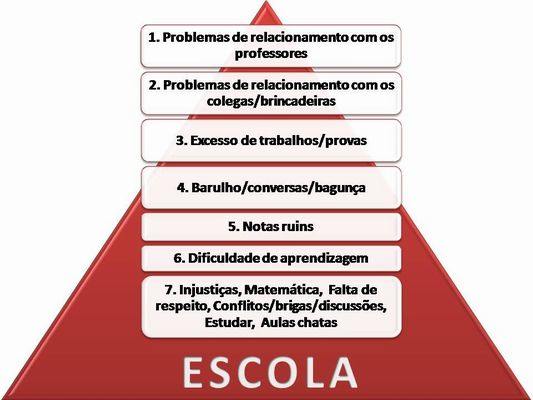 1. Problemas de relacionamento com os
professores
2. Problemas de relacionamento com os
colegas/brincadeiras
3. Excesso de trabalhos/provas
4. Barulho/conversas/bagunça
5. Notas ruins
6. Dificuldade de aprendizagem
7. Injustiças, Matemática, Falta de
respeito, Conflitos/brigas/discussões,
Estudar, Aulas chatas
ESCOLA